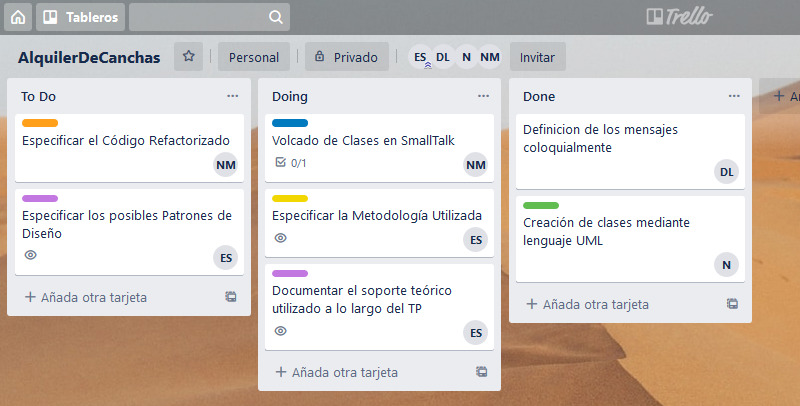 Tableros
Trello
AlquilerDeCanchas
Personal
Privado
ES DL N NM
Invitar
To Do
Especificar el Código Refactorizado
NM
Especificar los posibles Patrones de
Diseño
ES
+ Añada otra tarjeta
Doing
Volcado de Clases en SmallTalk
0/1
NM
Especificar la Metodología Utilizada
ES
Documentar el soporte teórico
utilizado a lo largo del TP
ES
+ Añada otra tarjeta
Done
Definicion de los mensajes
coloquialmente
DL
Creación de clases mediante
lenguaje UML
N
+ Añada otra tarjeta